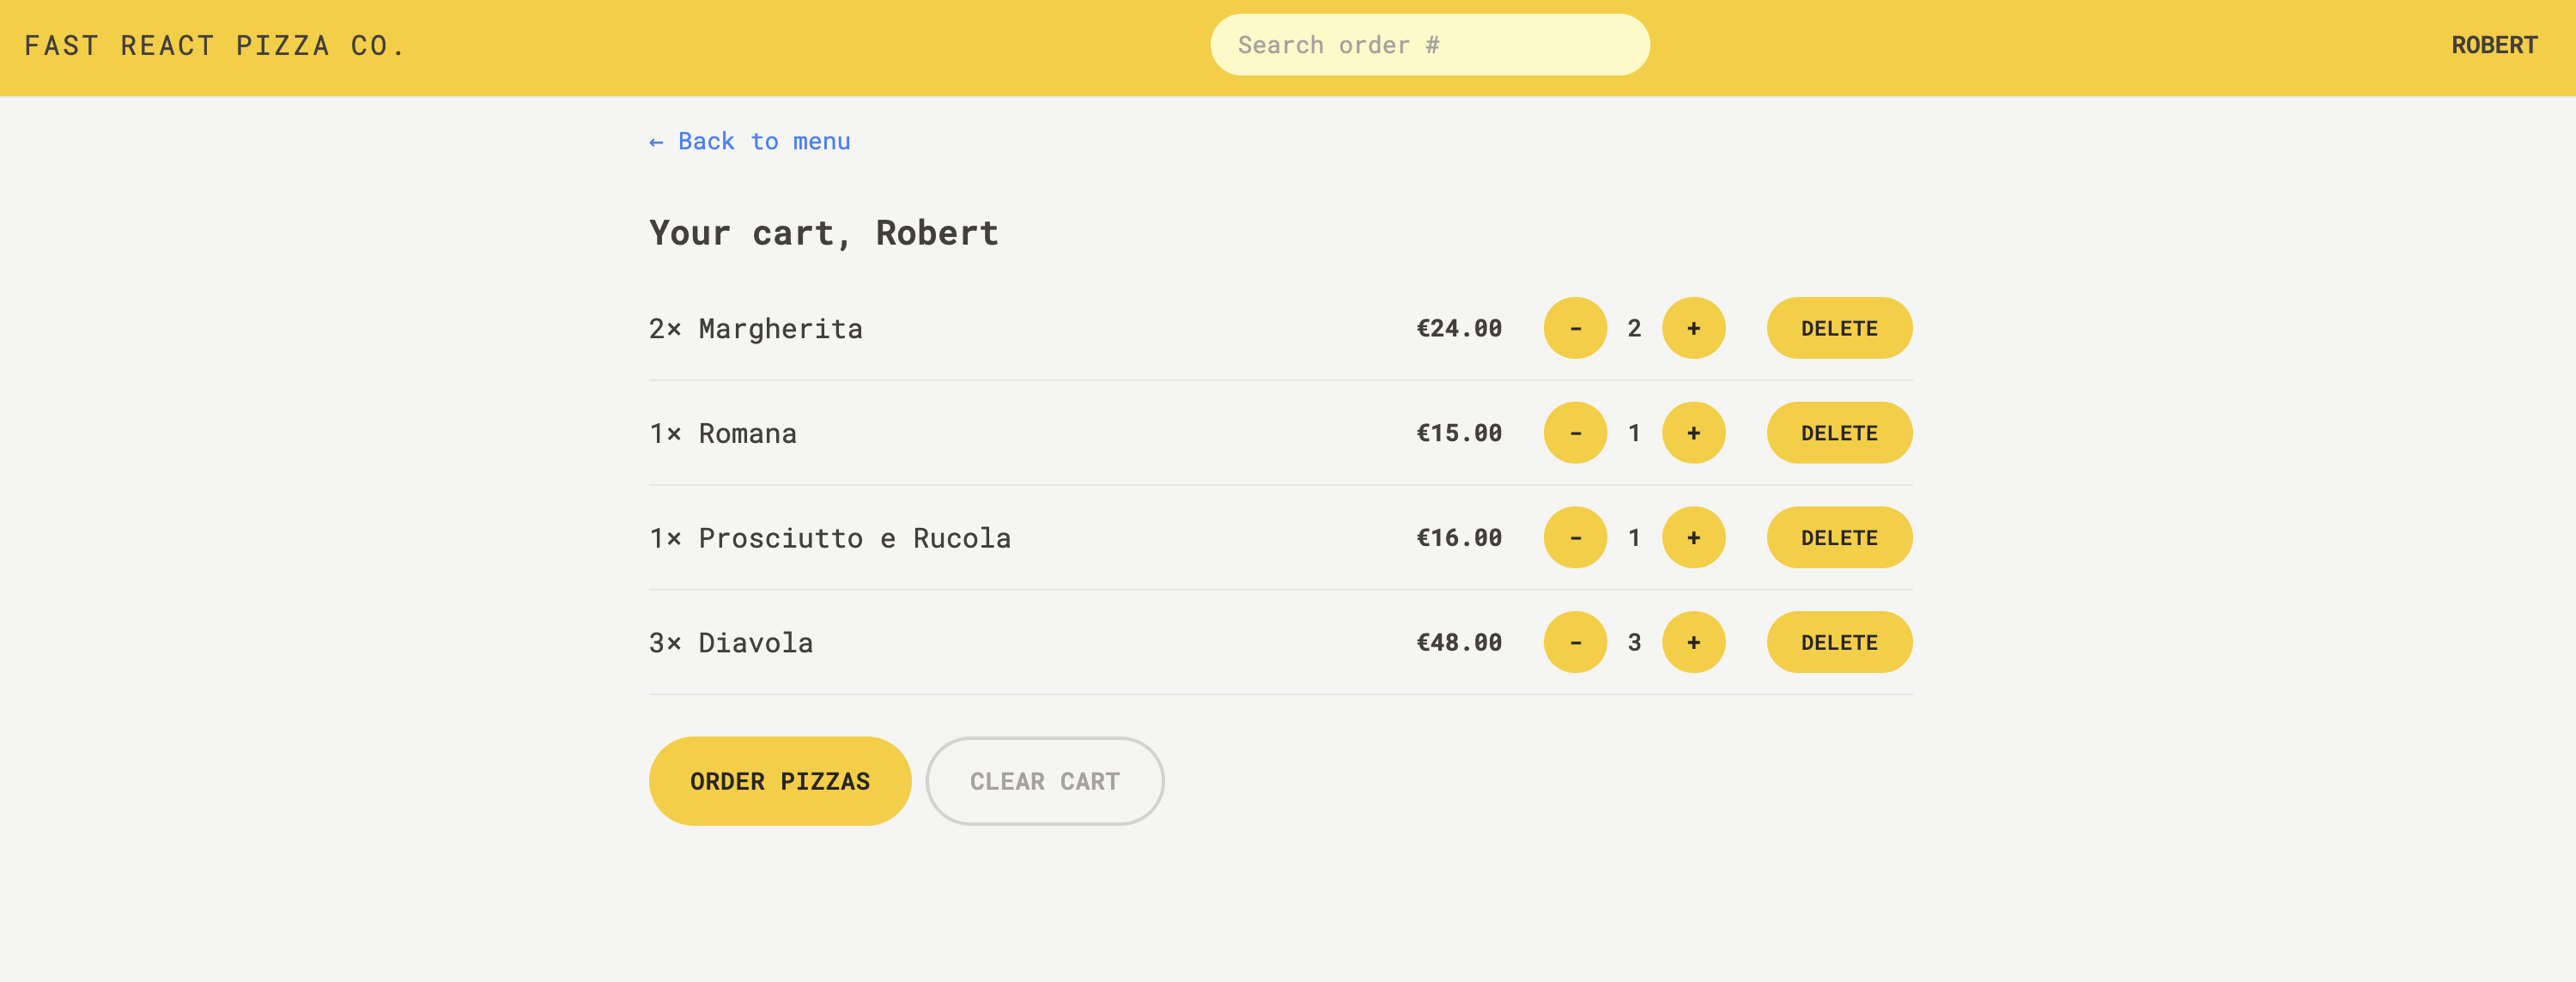 FAST REACT PIZZA CO. Search order # ROBERT
← Back to menu
Your cart, Robert
2× Margherita €24.00 - 2 + DELETE
1× Romana €15.00 - 1 + DELETE
1× Prosciutto e Rucola €16.00 - 1 + DELETE
3× Diavola €48.00 - 3 + DELETE
ORDER PIZZAS CLEAR CART